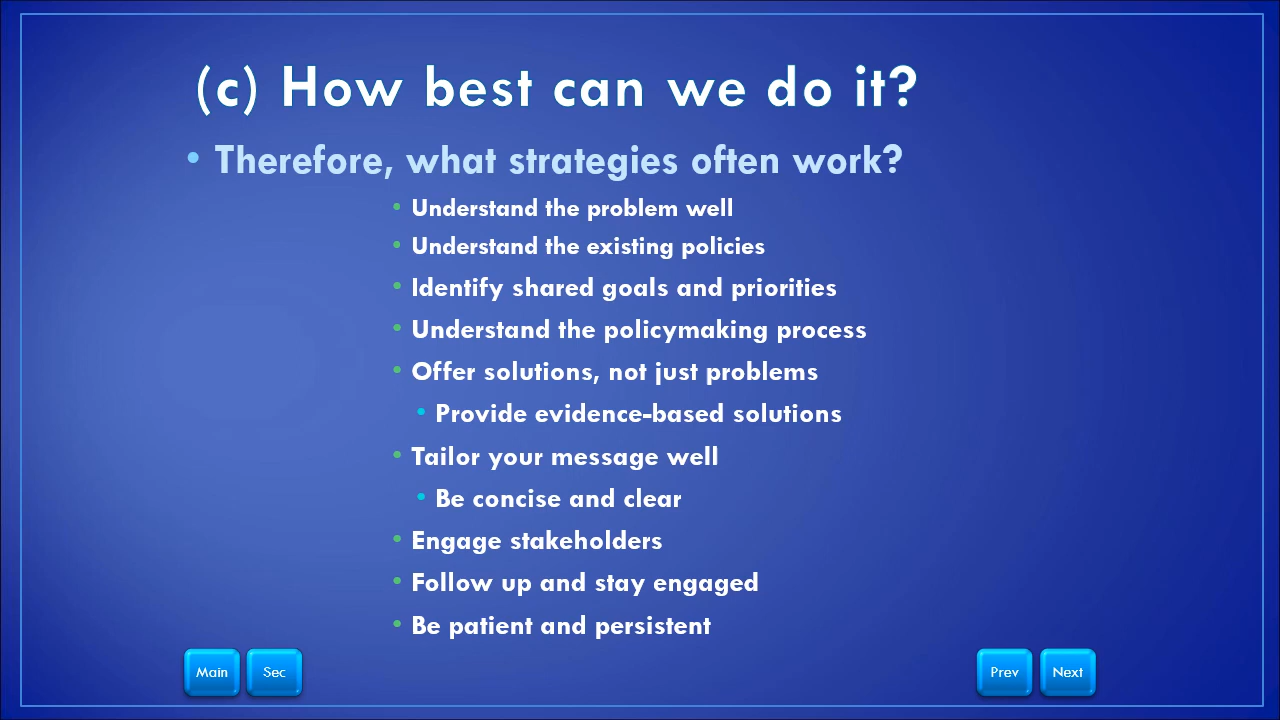 (c) How best can we do it?
• Therefore, what strategies often work?
• Understand the problem well
• Understand the existing policies
• Identify shared goals and priorities
• Understand the policymaking process
• Offer solutions, not just problems
• Provide evidence-based solutions
• Tailor your message well
• Be concise and clear
• Engage stakeholders
• Follow up and stay engaged
• Be patient and persistent
Main Sec Prev Next